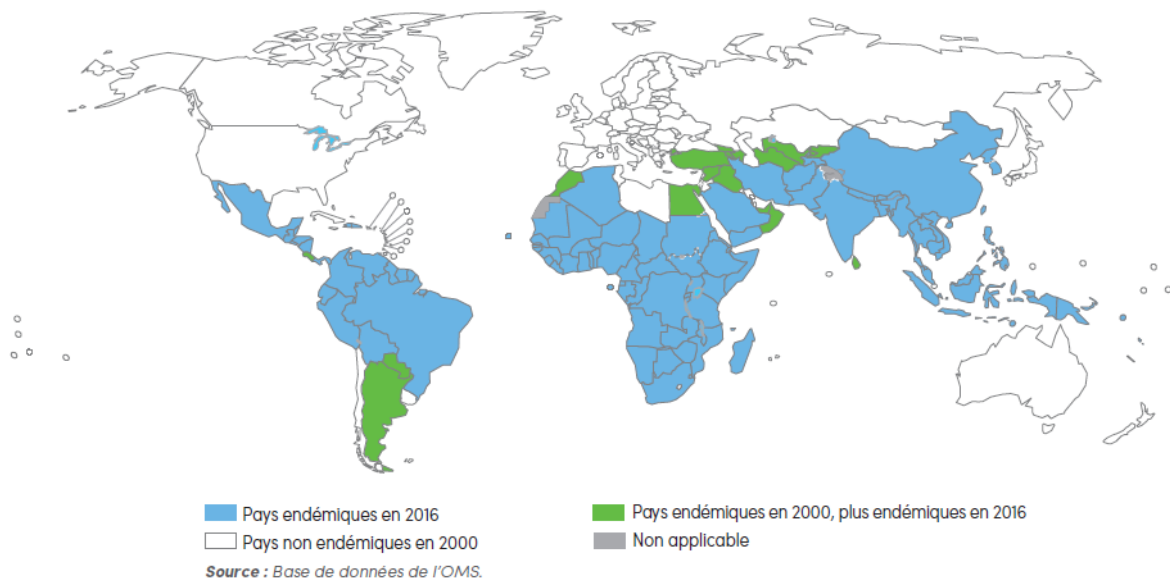 Pays endémiques en 2016
Pays endémiques en 2000, plus endémiques en 2016
Pays non endémiques en 2000
Non applicable
Source : Base de données de l'OMS.